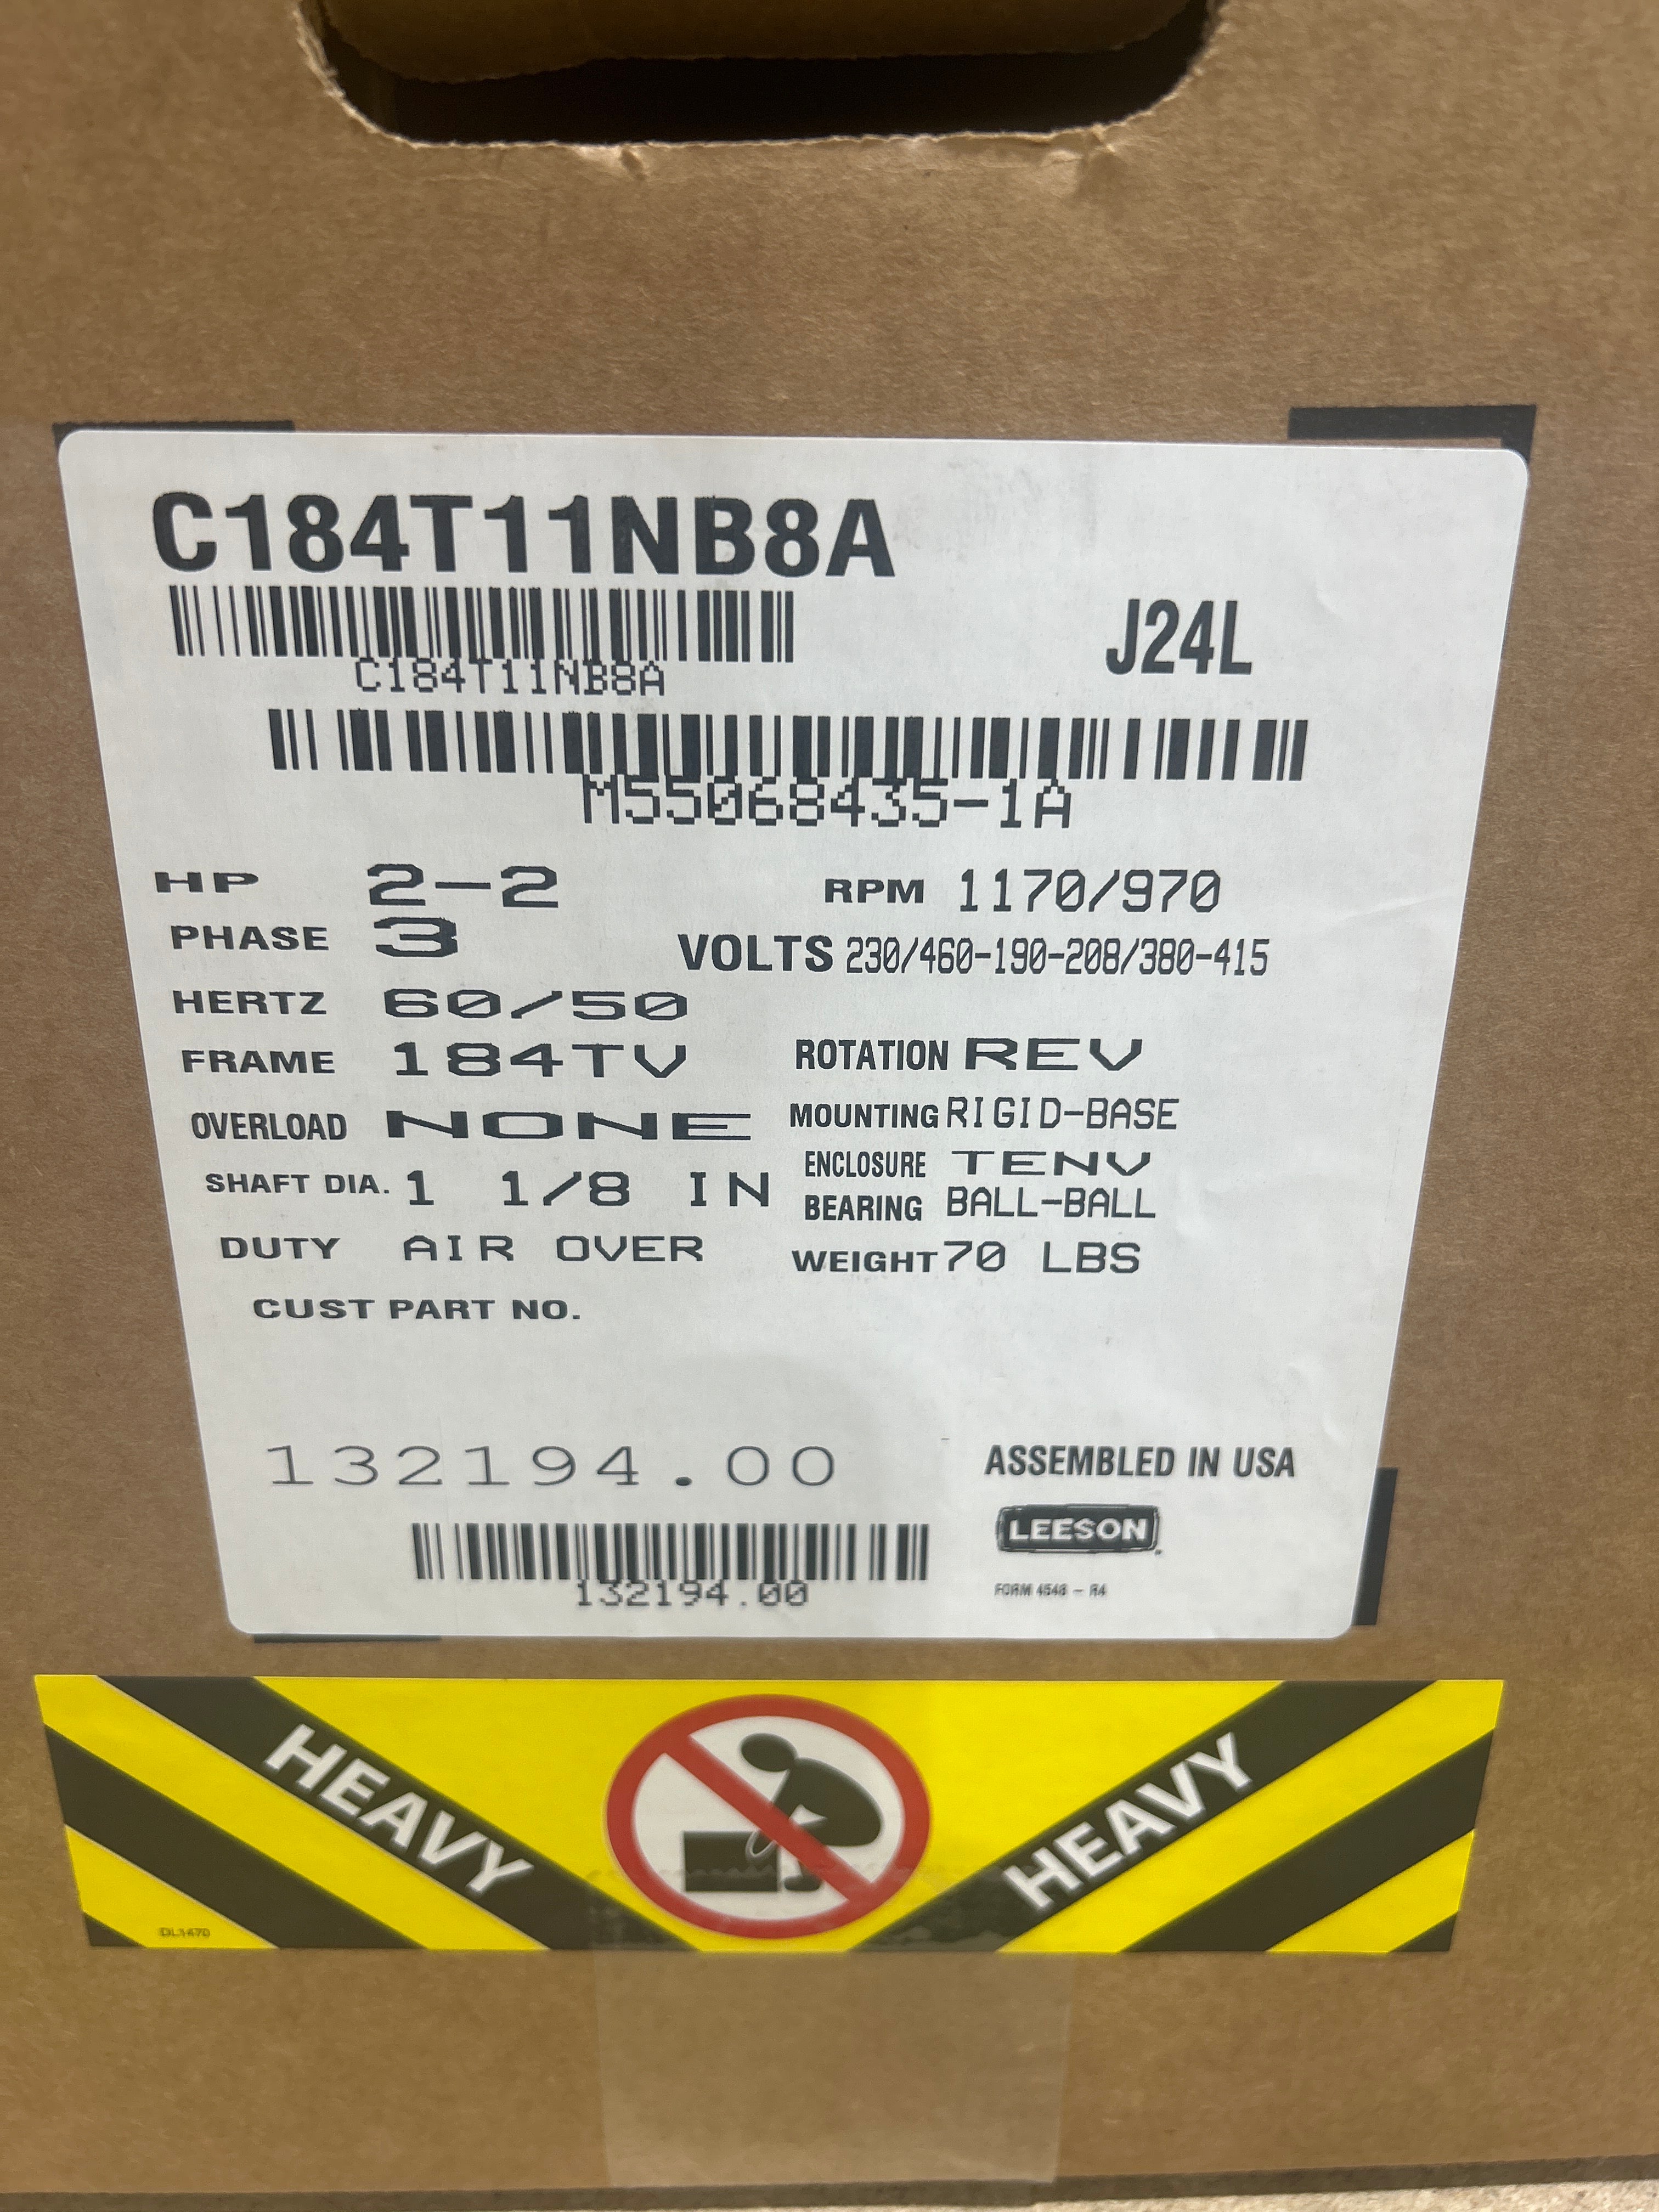 C184T11NB8A
J24L
C184T11NB8A
M55068435-1A
HP 2-2 RPM 1170/970
PHASE 3 VOLTS 230/460-190-208/380-415
HERTZ 60/50
FRAME 184TV ROTATION REV
OVERLOAD NONE MOUNTING RIGID-BASE
SHAFT DIA. 1 1/8 IN ENCLOSURE TENV
BEARING BALL-BALL
DUTY AIR OVER WEIGHT 70 LBS
CUST PART NO.
132194.00 ASSEMBLED IN USA
LEESON
132194.00 FORM 4548 - R4
HEAVY HEAVY
DL1470